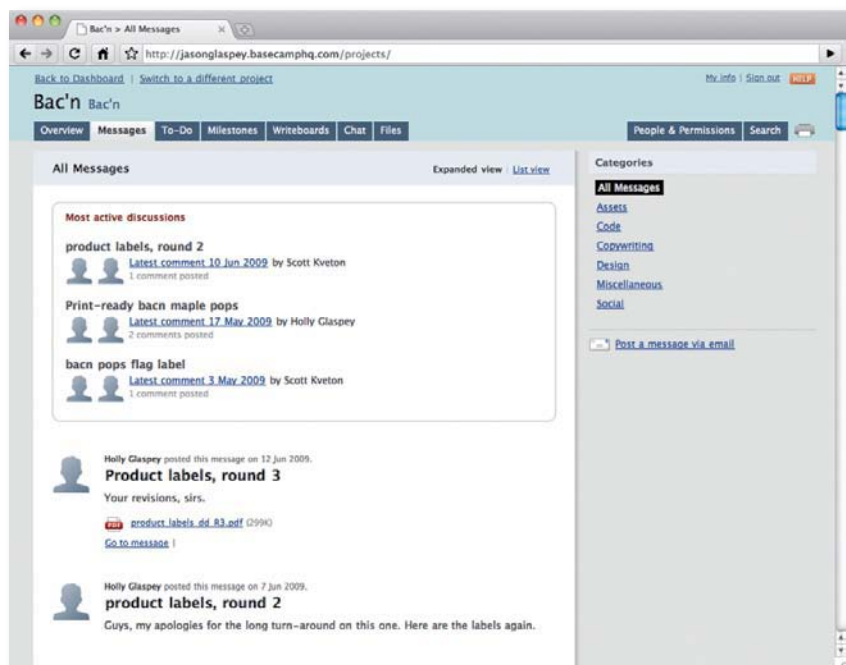 Bac'n > All Messages
http://jasonglaspey.basecamphq.com/projects/
Back to Dashboard | Switch to a different project
My info | Sign out HELP
Bac'n Bac'n
Overview Messages To-Do Milestones Writeboards Chat Files
People & Permissions Search
All Messages
Expanded view | List view
Most active discussions
product labels, round 2
Latest comment 10 Jun 2009 by Scott Kveton
1 comment posted
Print-ready bacn maple pops
Latest comment 17 May 2009 by Holly Glaspey
2 comments posted
bacn pops flag label
Latest comment 3 May 2009 by Scott Kveton
1 comment posted
Holly Glaspey posted this message on 12 Jun 2009.
Product labels, round 3
Your revisions, sirs.
PDF product_labels_dd_R3.pdf (299K)
Go to message |
Holly Glaspey posted this message on 7 Jun 2009.
product labels, round 2
Guys, my apologies for the long turn-around on this one. Here are the labels again.
Categories
All Messages
Assets
Code
Copywriting
Design
Miscellaneous
Social
Post a message via email